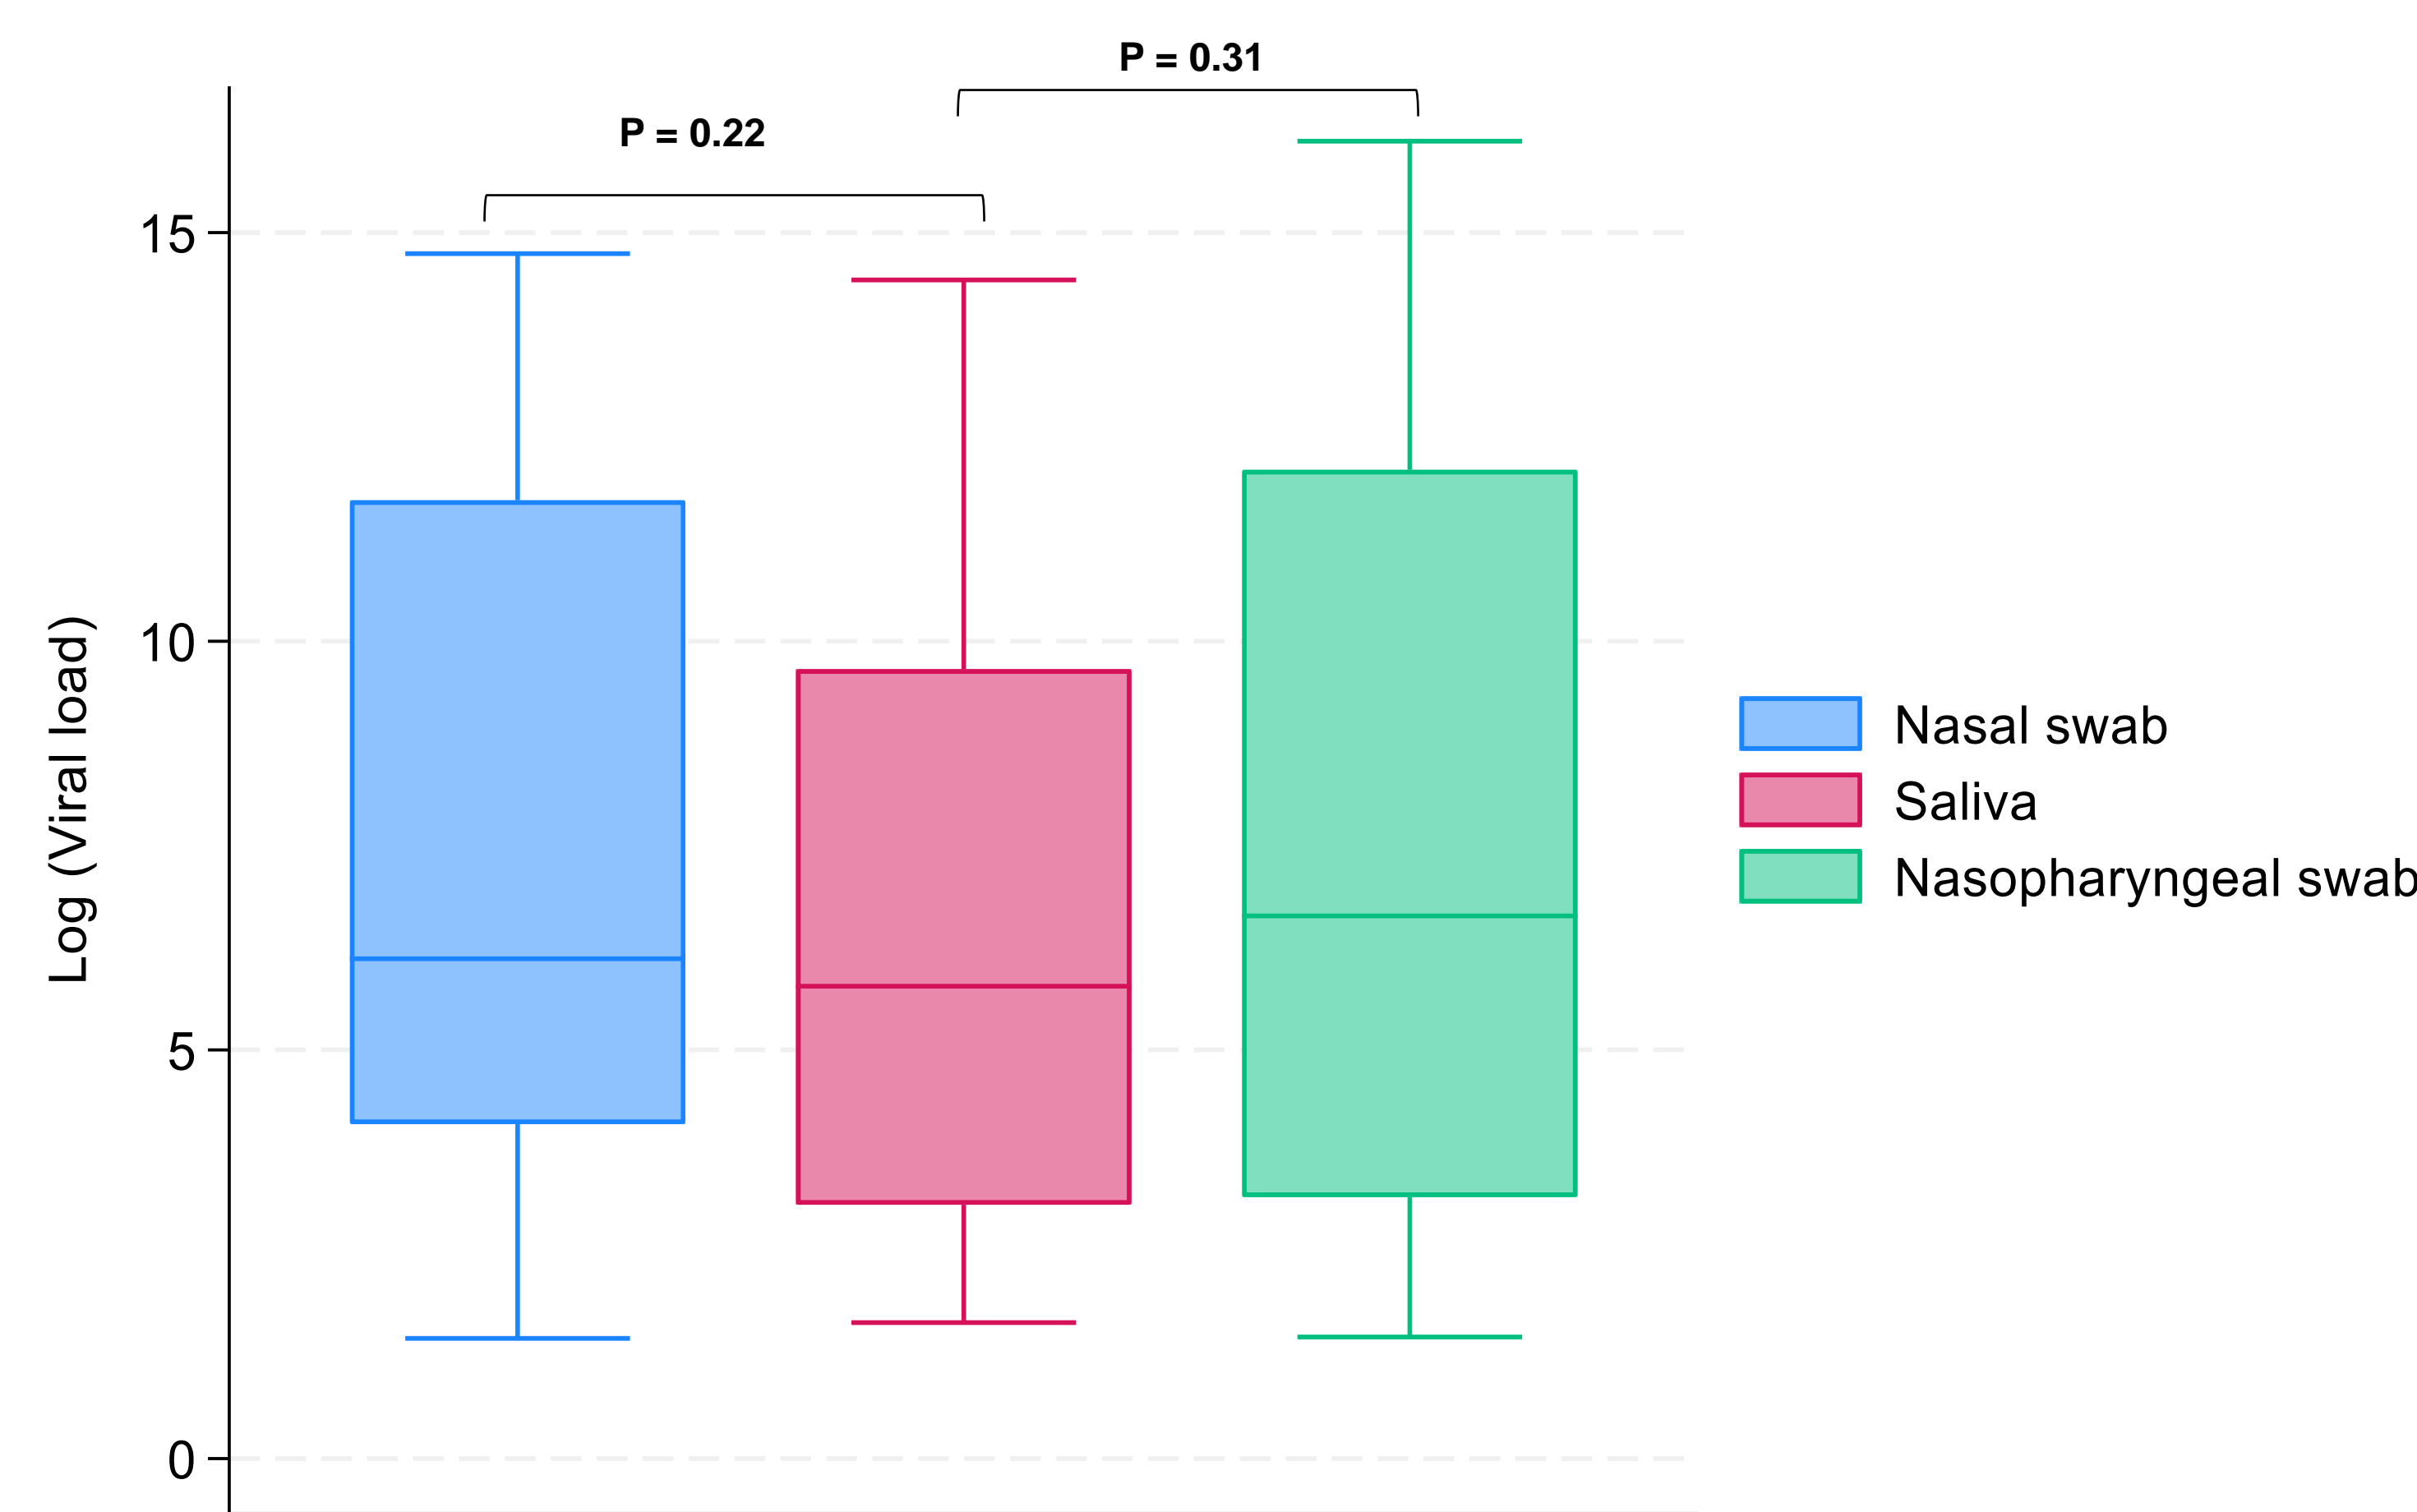 P = 0.31
P = 0.22
15
10
5
0
Log (Viral load)
Nasal swab
Saliva
Nasopharyngeal swab